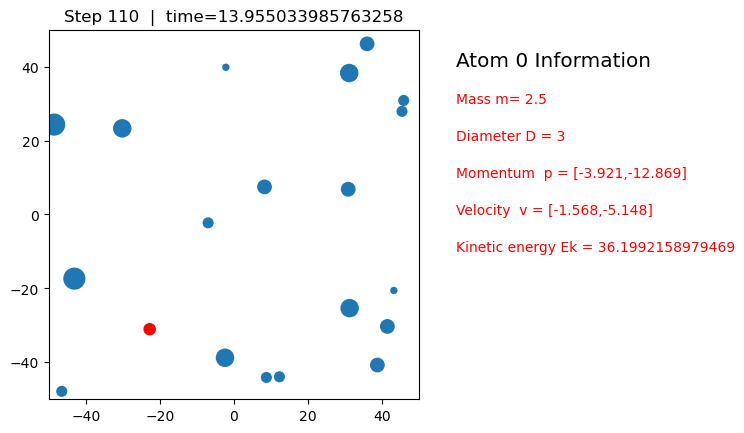 Step 110 | time=13.955033985763258
Atom 0 Information
Mass m= 2.5
Diameter D = 3
Momentum p = [-3.921,-12.869]
Velocity v = [-1.568,-5.148]
Kinetic energy Ek = 36.1992158979469
40
20
0
−20
−40
−40 −20 0 20 40